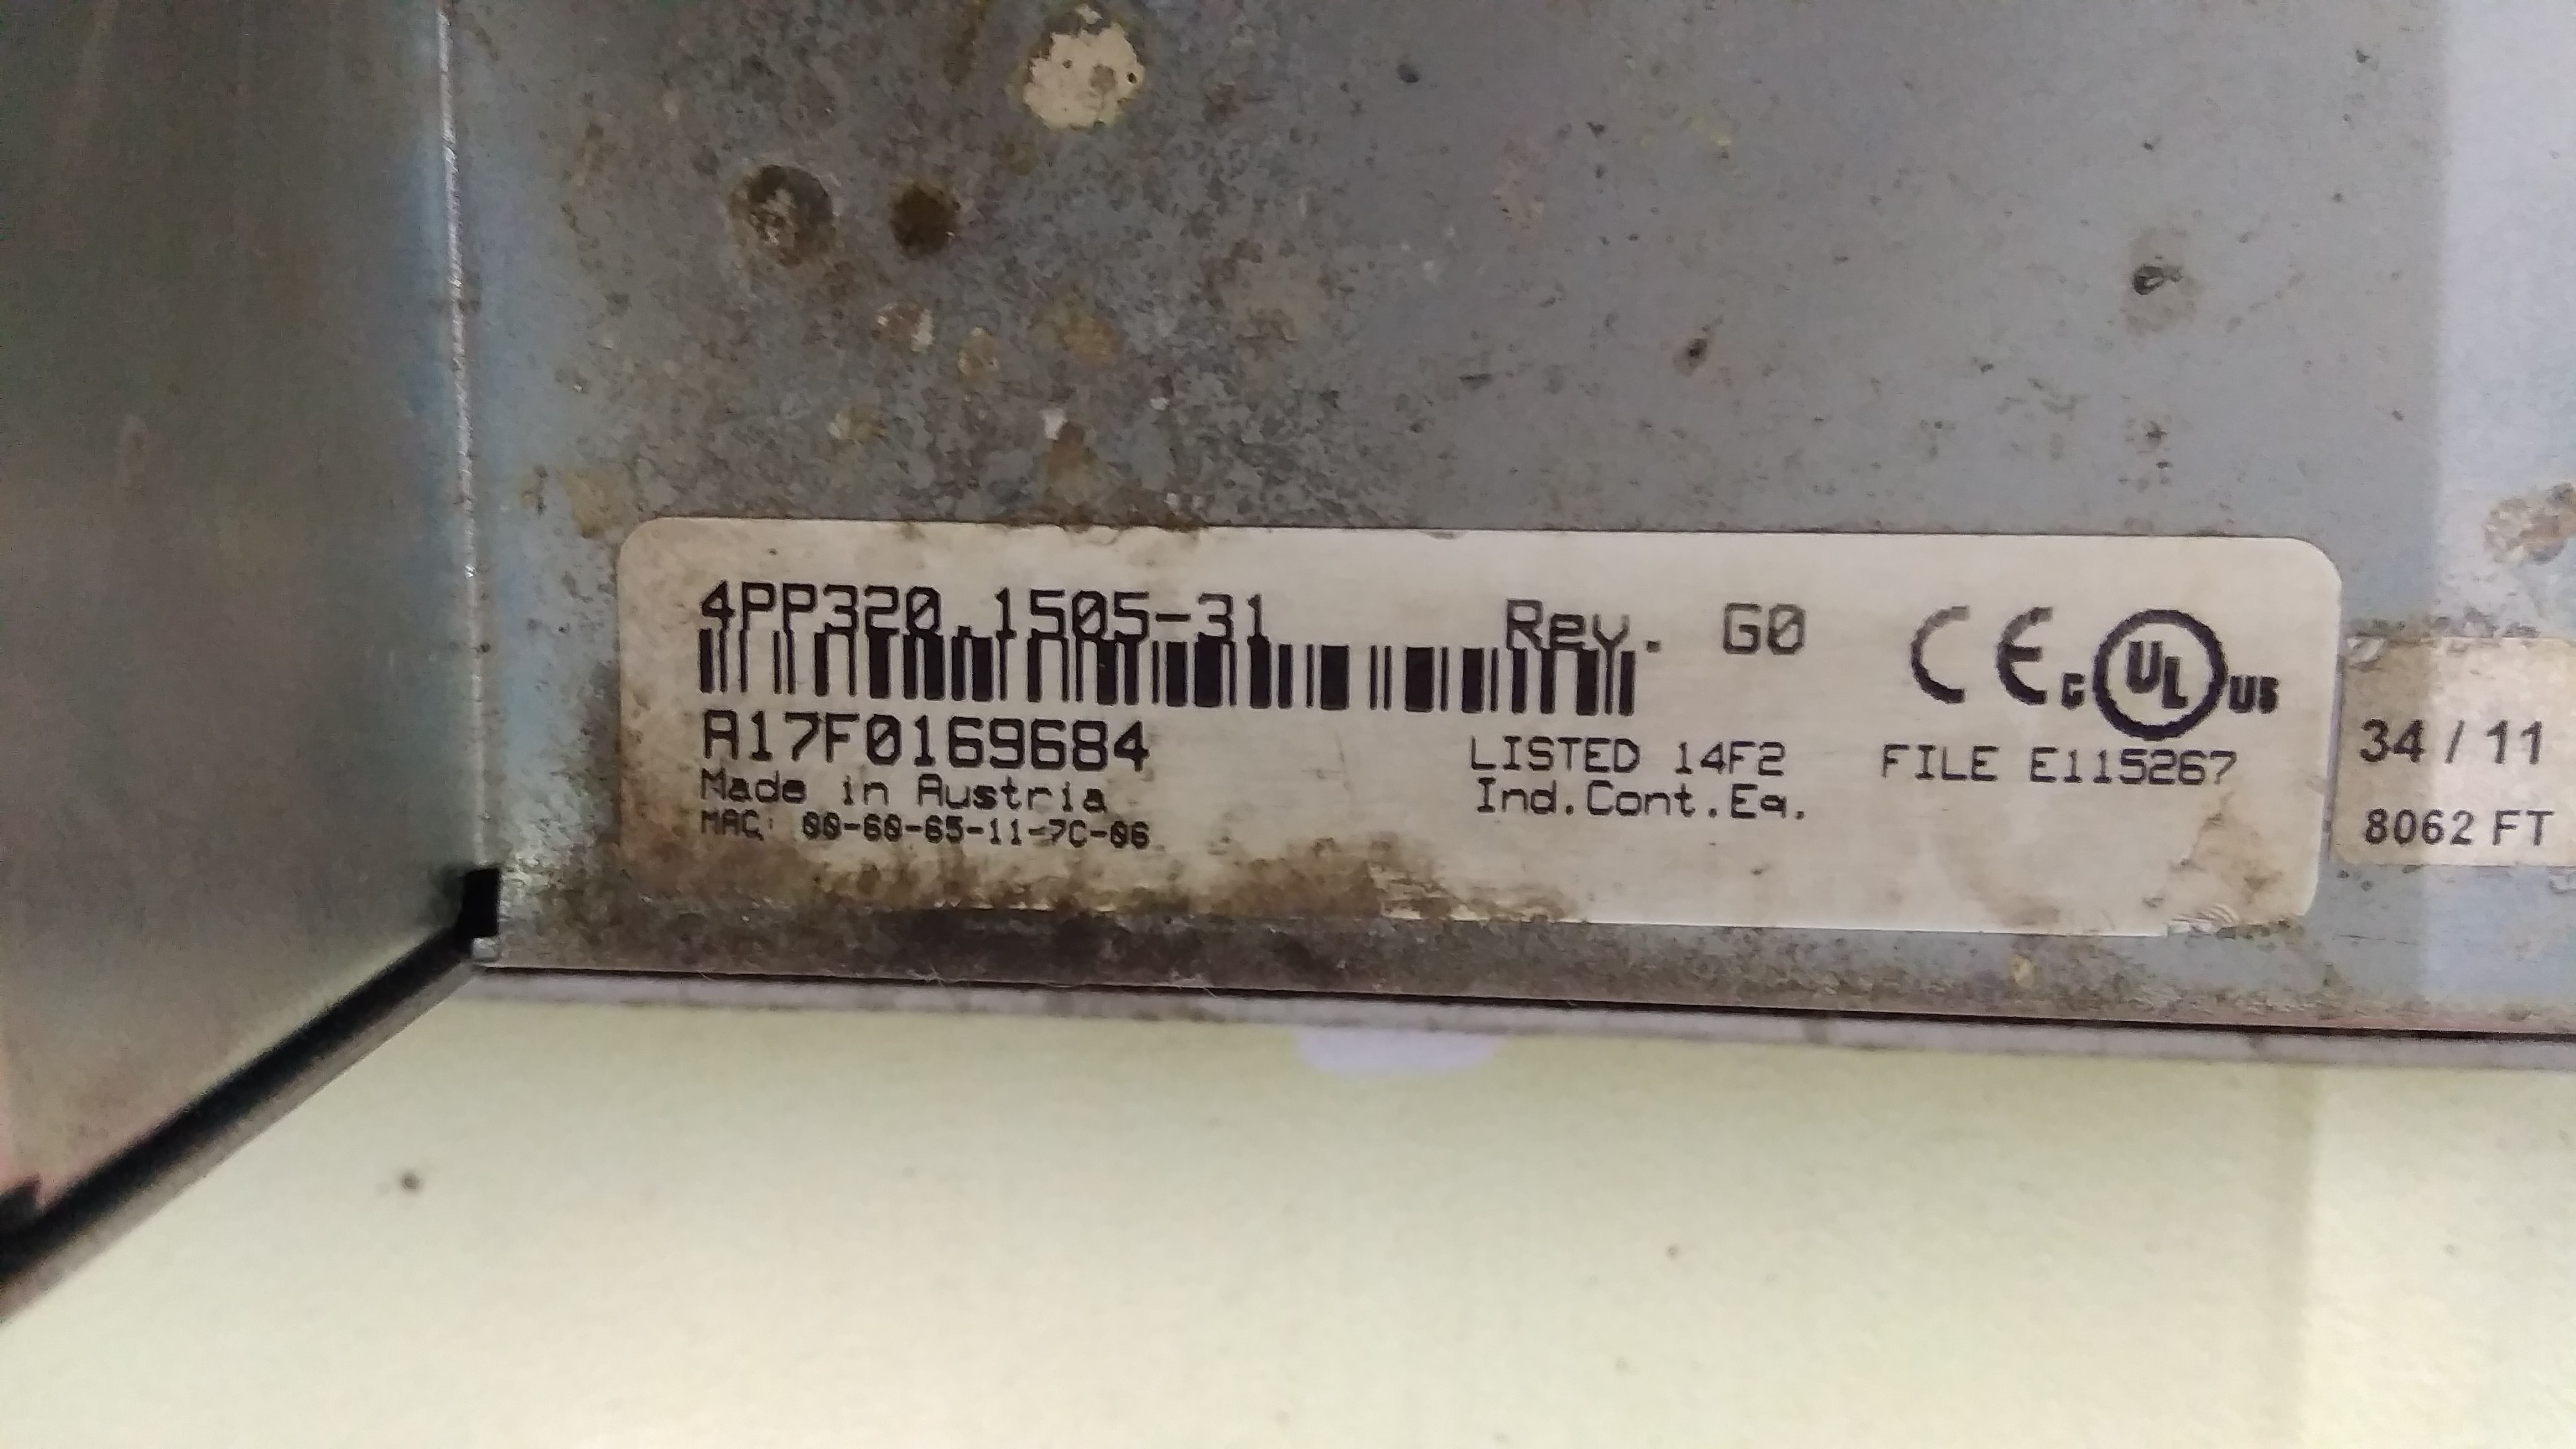 4PP320.1505-31 Rev. G0
A17F0169684
Made in Austria
MAC: 00-60-65-11-7C-06
CE c UL us
LISTED 14F2 FILE E115267
Ind.Cont.Eq.
34 / 11
8062 FT